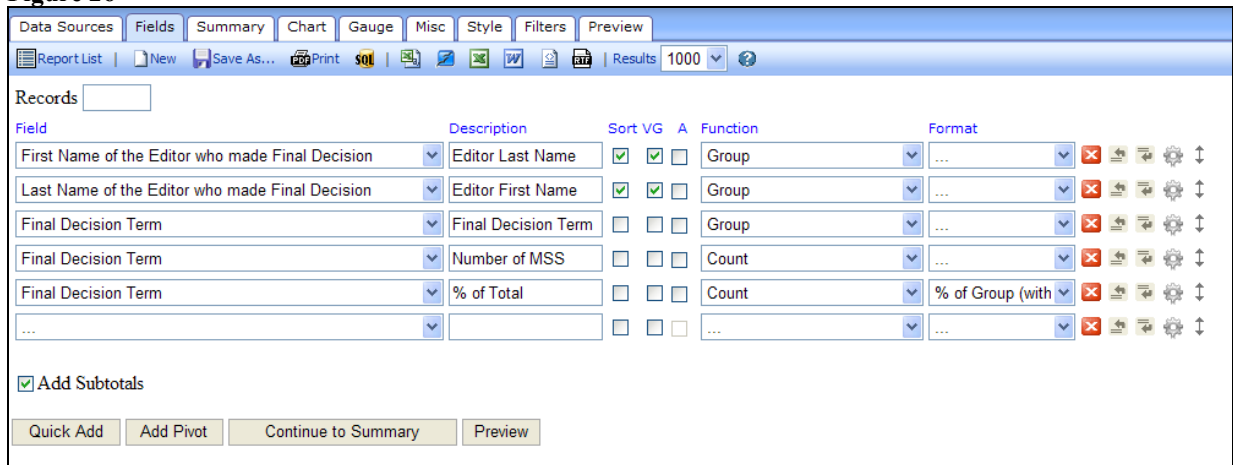 Data Sources Fields Summary Chart Gauge Misc Style Filters Preview
Report List | New Save As... Print SQL | Results 1000
Records
Field Description Sort VG A Function Format
First Name of the Editor who made Final Decision Editor Last Name Group ...
Last Name of the Editor who made Final Decision Editor First Name Group ...
Final Decision Term Final Decision Term Group ...
Final Decision Term Number of MSS Count ...
Final Decision Term % of Total Count % of Group (with
... ... ...
Add Subtotals
Quick Add Add Pivot Continue to Summary Preview